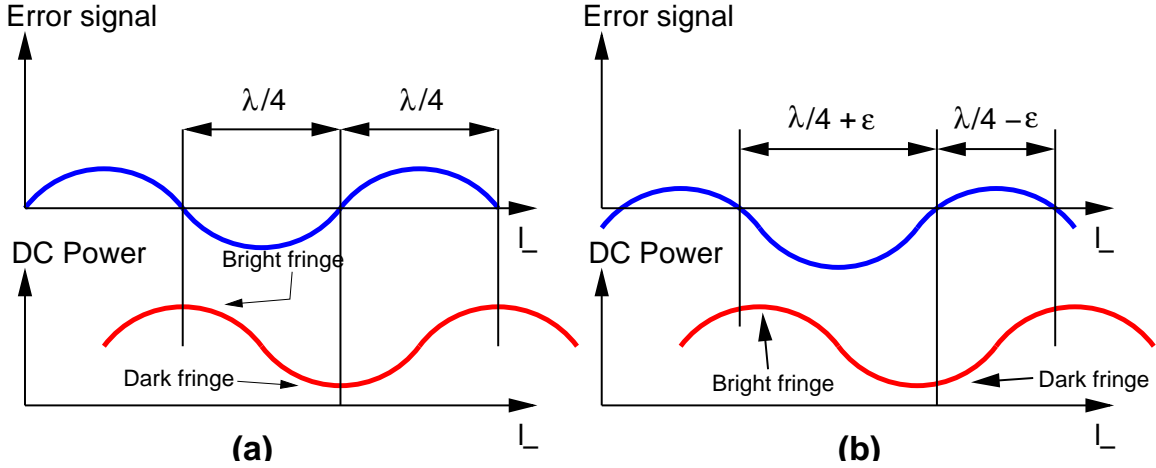 Error signal
λ/4
λ/4
l_
DC Power
Bright fringe
Dark fringe
l_
(a)
Error signal
λ/4 + ε
λ/4 − ε
l_
DC Power
Bright fringe
Dark fringe
l_
(b)